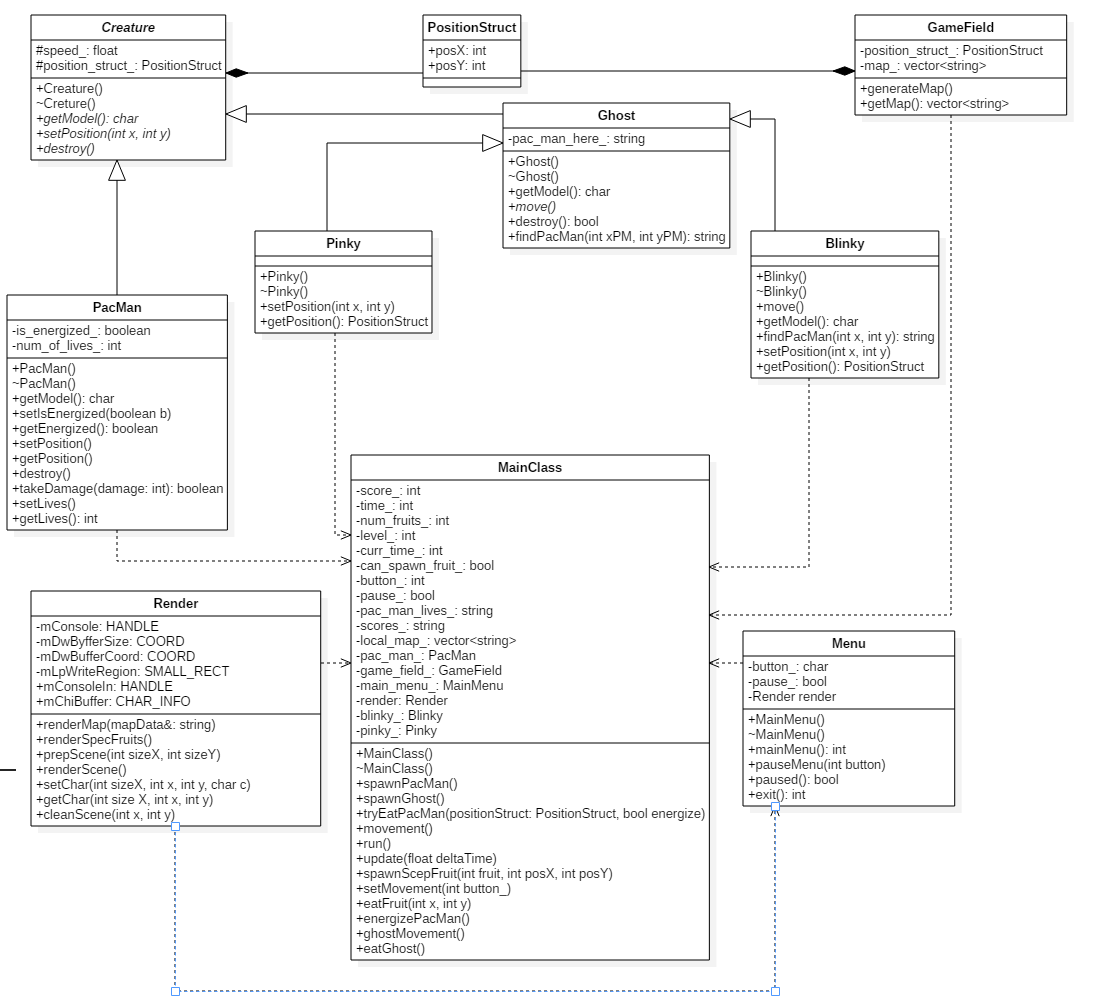 Creature
#speed_: float
#position_struct_: PositionStruct
+Creature()
~Creture()
+getModel(): char
+setPosition(int x, int y)
+destroy()
PositionStruct
+posX: int
+posY: int
GameField
-position_struct_: PositionStruct
-map_: vector<string>
+generateMap()
+getMap(): vector<string>
Ghost
-pac_man_here_: string
+Ghost()
~Ghost()
+getModel(): char
+move()
+destroy(): bool
+findPacMan(int xPM, int yPM): string
Pinky
+Pinky()
~Pinky()
+setPosition(int x, int y)
+getPosition(): PositionStruct
Blinky
+Blinky()
~Blinky()
+move()
+getModel(): char
+findPacMan(int x, int y): string
+setPosition(int x, int y)
+getPosition(): PositionStruct
PacMan
-is_energized_: boolean
-num_of_lives_: int
+PacMan()
~PacMan()
+getModel(): char
+setIsEnergized(boolean b)
+getEnergized(): boolean
+setPosition()
+getPosition()
+destroy()
+takeDamage(damage: int): boolean
+setLives()
+getLives(): int
MainClass
-score_: int
-time_: int
-num_fruits_: int
-level_: int
-curr_time_: int
-can_spawn_fruit_: bool
-button_: int
-pause_: bool
-pac_man_lives_: string
-scores_: string
-local_map_: vector<string>
-pac_man_: PacMan
-game_field_: GameField
-main_menu_: MainMenu
-render: Render
-blinky_: Blinky
-pinky_: Pinky
+MainClass()
~MainClass()
+spawnPacMan()
+spawnGhost()
+tryEatPacMan(positionStruct: PositionStruct, bool energize)
+movement()
+run()
+update(float deltaTime)
+spawnScepFruit(int fruit, int posX, int posY)
+setMovement(int button_)
+eatFruit(int x, int y)
+energizePacMan()
+ghostMovement()
+eatGhost()
Render
-mConsole: HANDLE
-mDwByfferSize: COORD
-mDwBufferCoord: COORD
-mLpWriteRegion: SMALL_RECT
+mConsoleIn: HANDLE
+mChiBuffer: CHAR_INFO
+renderMap(mapData&: string)
+renderSpecFruits()
+prepScene(int sizeX, int sizeY)
+renderScene()
+setChar(int sizeX, int x, int y, char c)
+getChar(int size X, int x, int y)
+cleanScene(int x, int y)
Menu
-button_: char
-pause_: bool
-Render render
+MainMenu()
~MainMenu()
+mainMenu(): int
+pauseMenu(int button)
+paused(): bool
+exit(): int